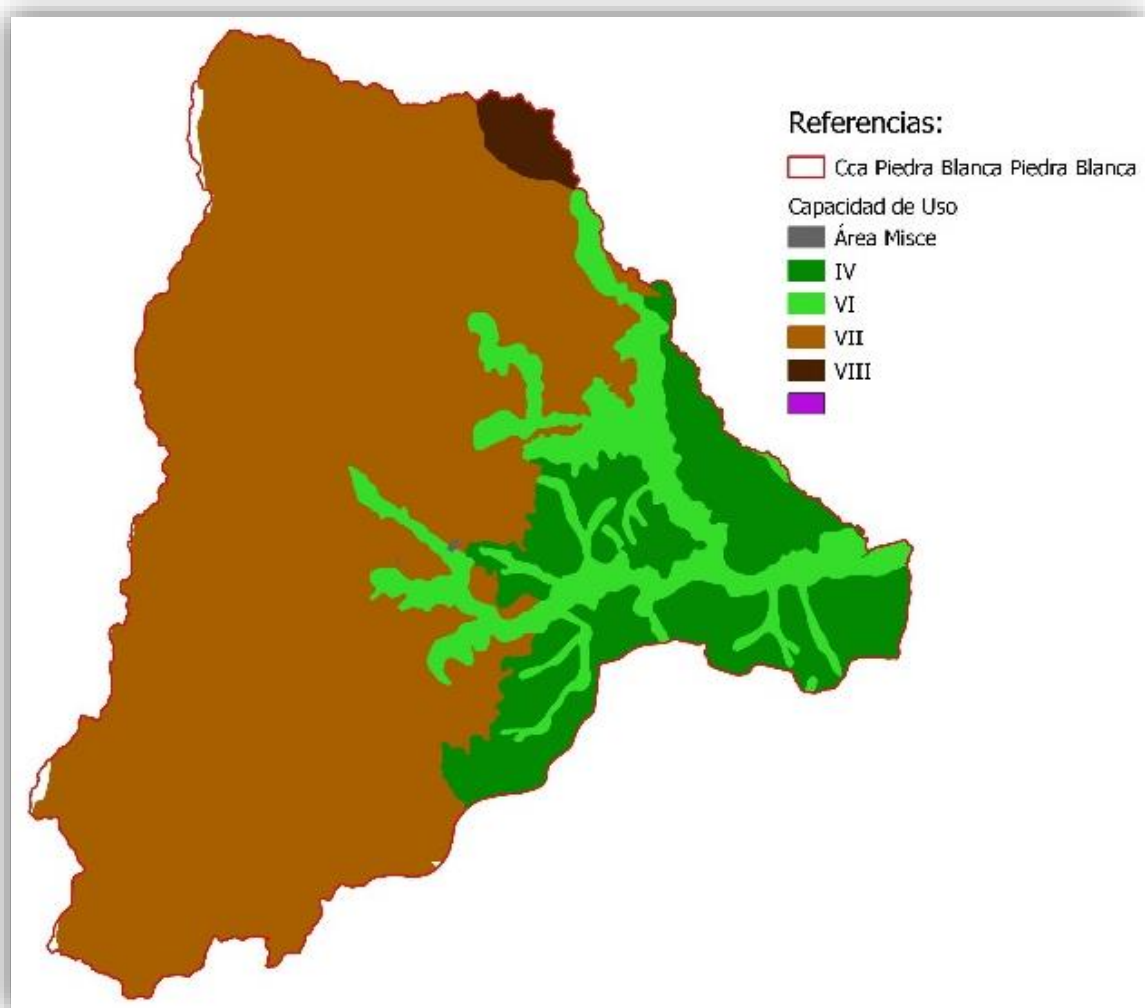 Referencias:
Cca Piedra Blanca Piedra Blanca
Capacidad de Uso
Área Misce
IV
VI
VII
VIII